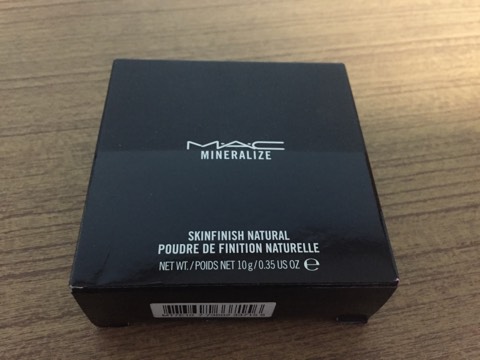 MAC
MINERALIZE
SKINFINISH NATURAL
POUDRE DE FINITION NATURELLE
NET WT./POIDS NET 10 g/0.35 US OZ ℮